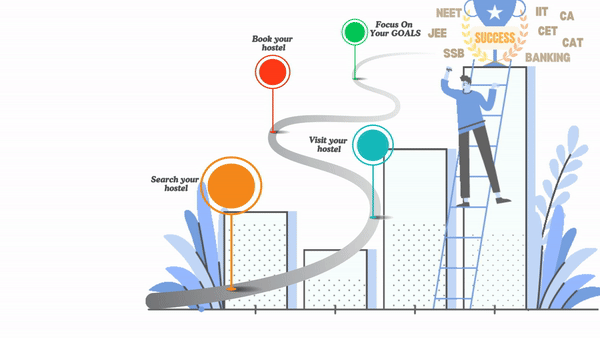 NEET
IIT
CA
JEE
SUCCESS
CET
CAT
SSB
BANKING
Focus On
Your GOALS
Book your
hostel
Visit your
hostel
Search your
hostel